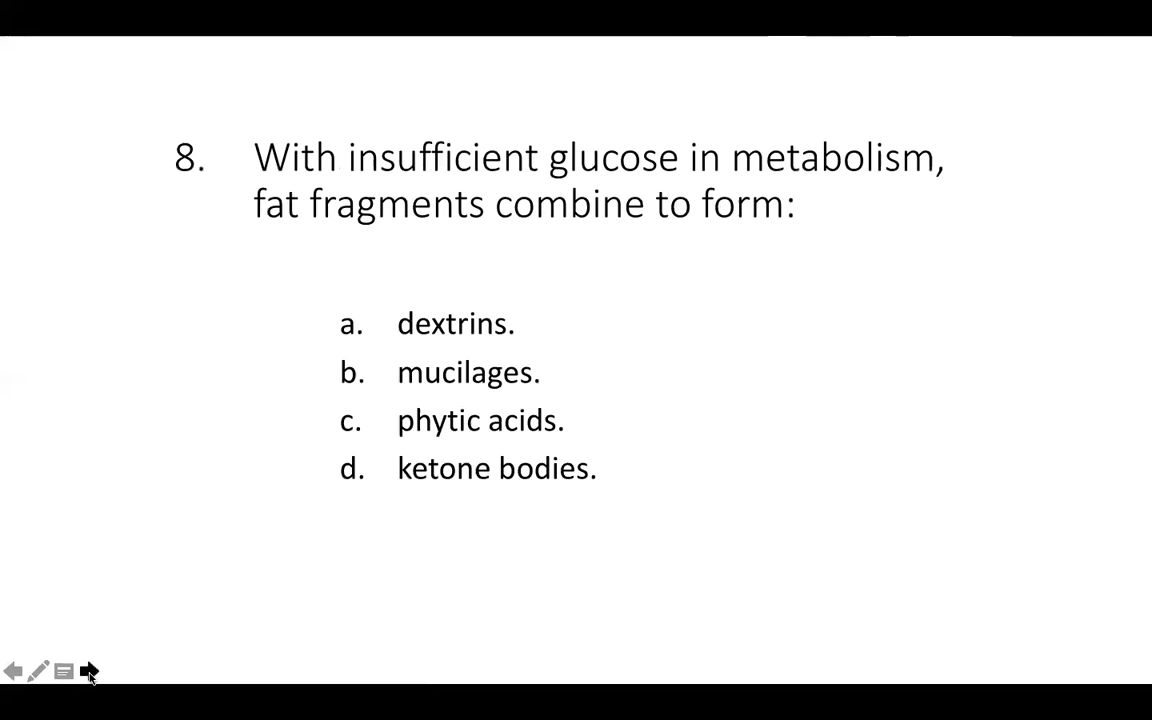 8. With insufficient glucose in metabolism,
fat fragments combine to form:
a. dextrins.
b. mucilages.
c. phytic acids.
d. ketone bodies.